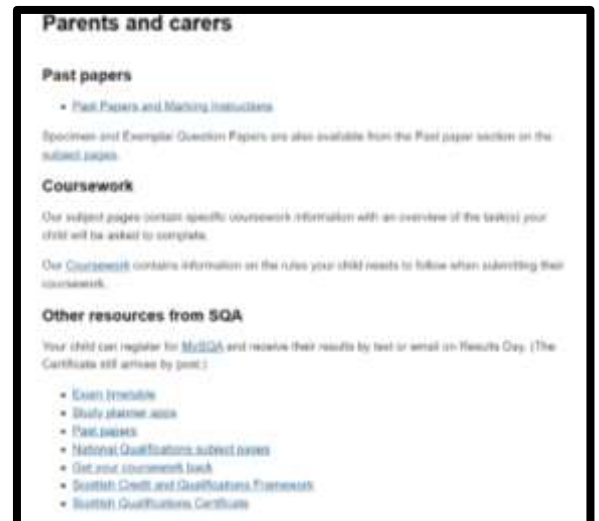 Parents and carers
Past papers
Past Papers and Marking Instructions
Specimen and Exemplar Question Papers are also available from the Past paper section on the
subject pages.
Coursework
Our subject pages contain specific coursework information with an overview of the task(s) your
child will be asked to complete.
Our Coursework contains information on the rules your child needs to follow when submitting their
coursework.
Other resources from SQA
Your child can register for MySQA and receive their results by text or email on Results Day. (The
Certificate still arrives by post.)
Exam timetable
Study planner apps
Past papers
National Qualifications subject pages
Get your coursework back
Scottish Credit and Qualifications Framework
Scottish Qualifications Certificate